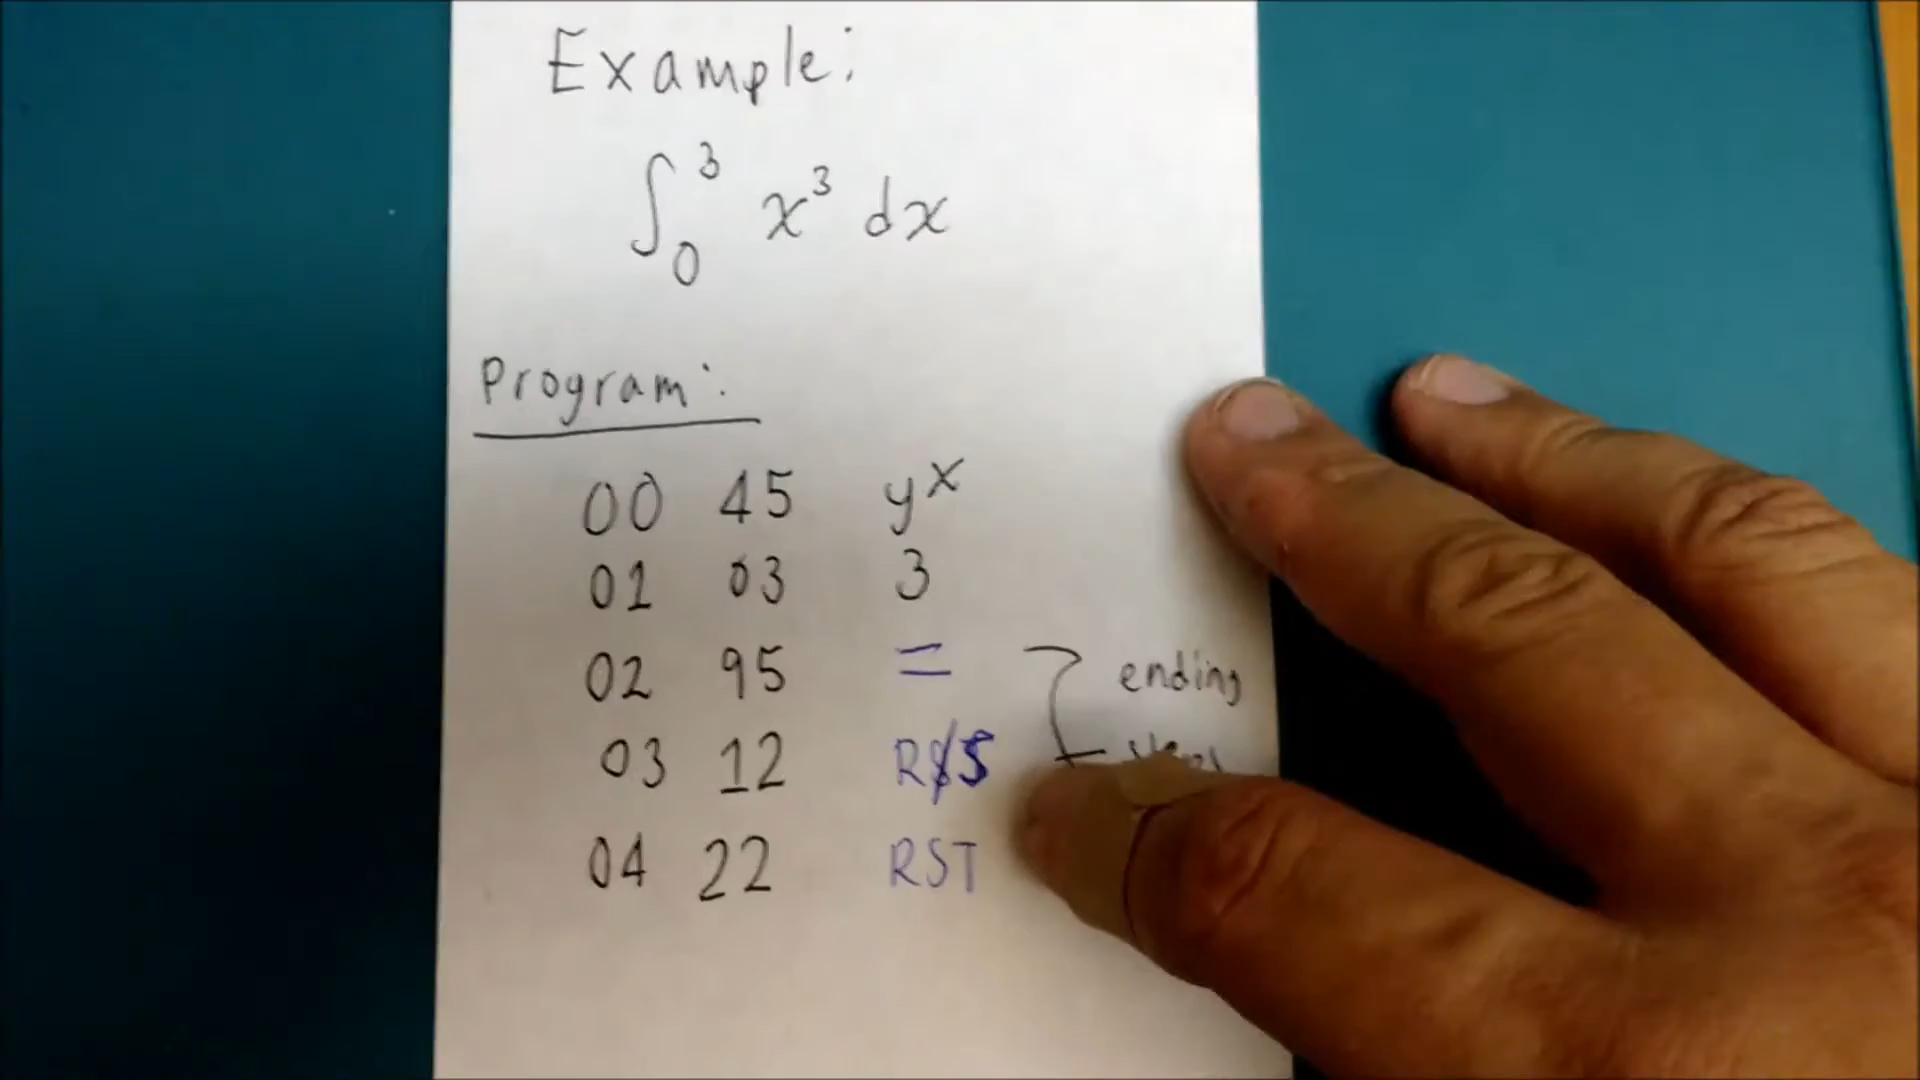 Example:
∫₀³ x³ dx
Program:
00 45 yˣ
01 03 3
02 95 = ending
03 12 R/S
04 22 RST